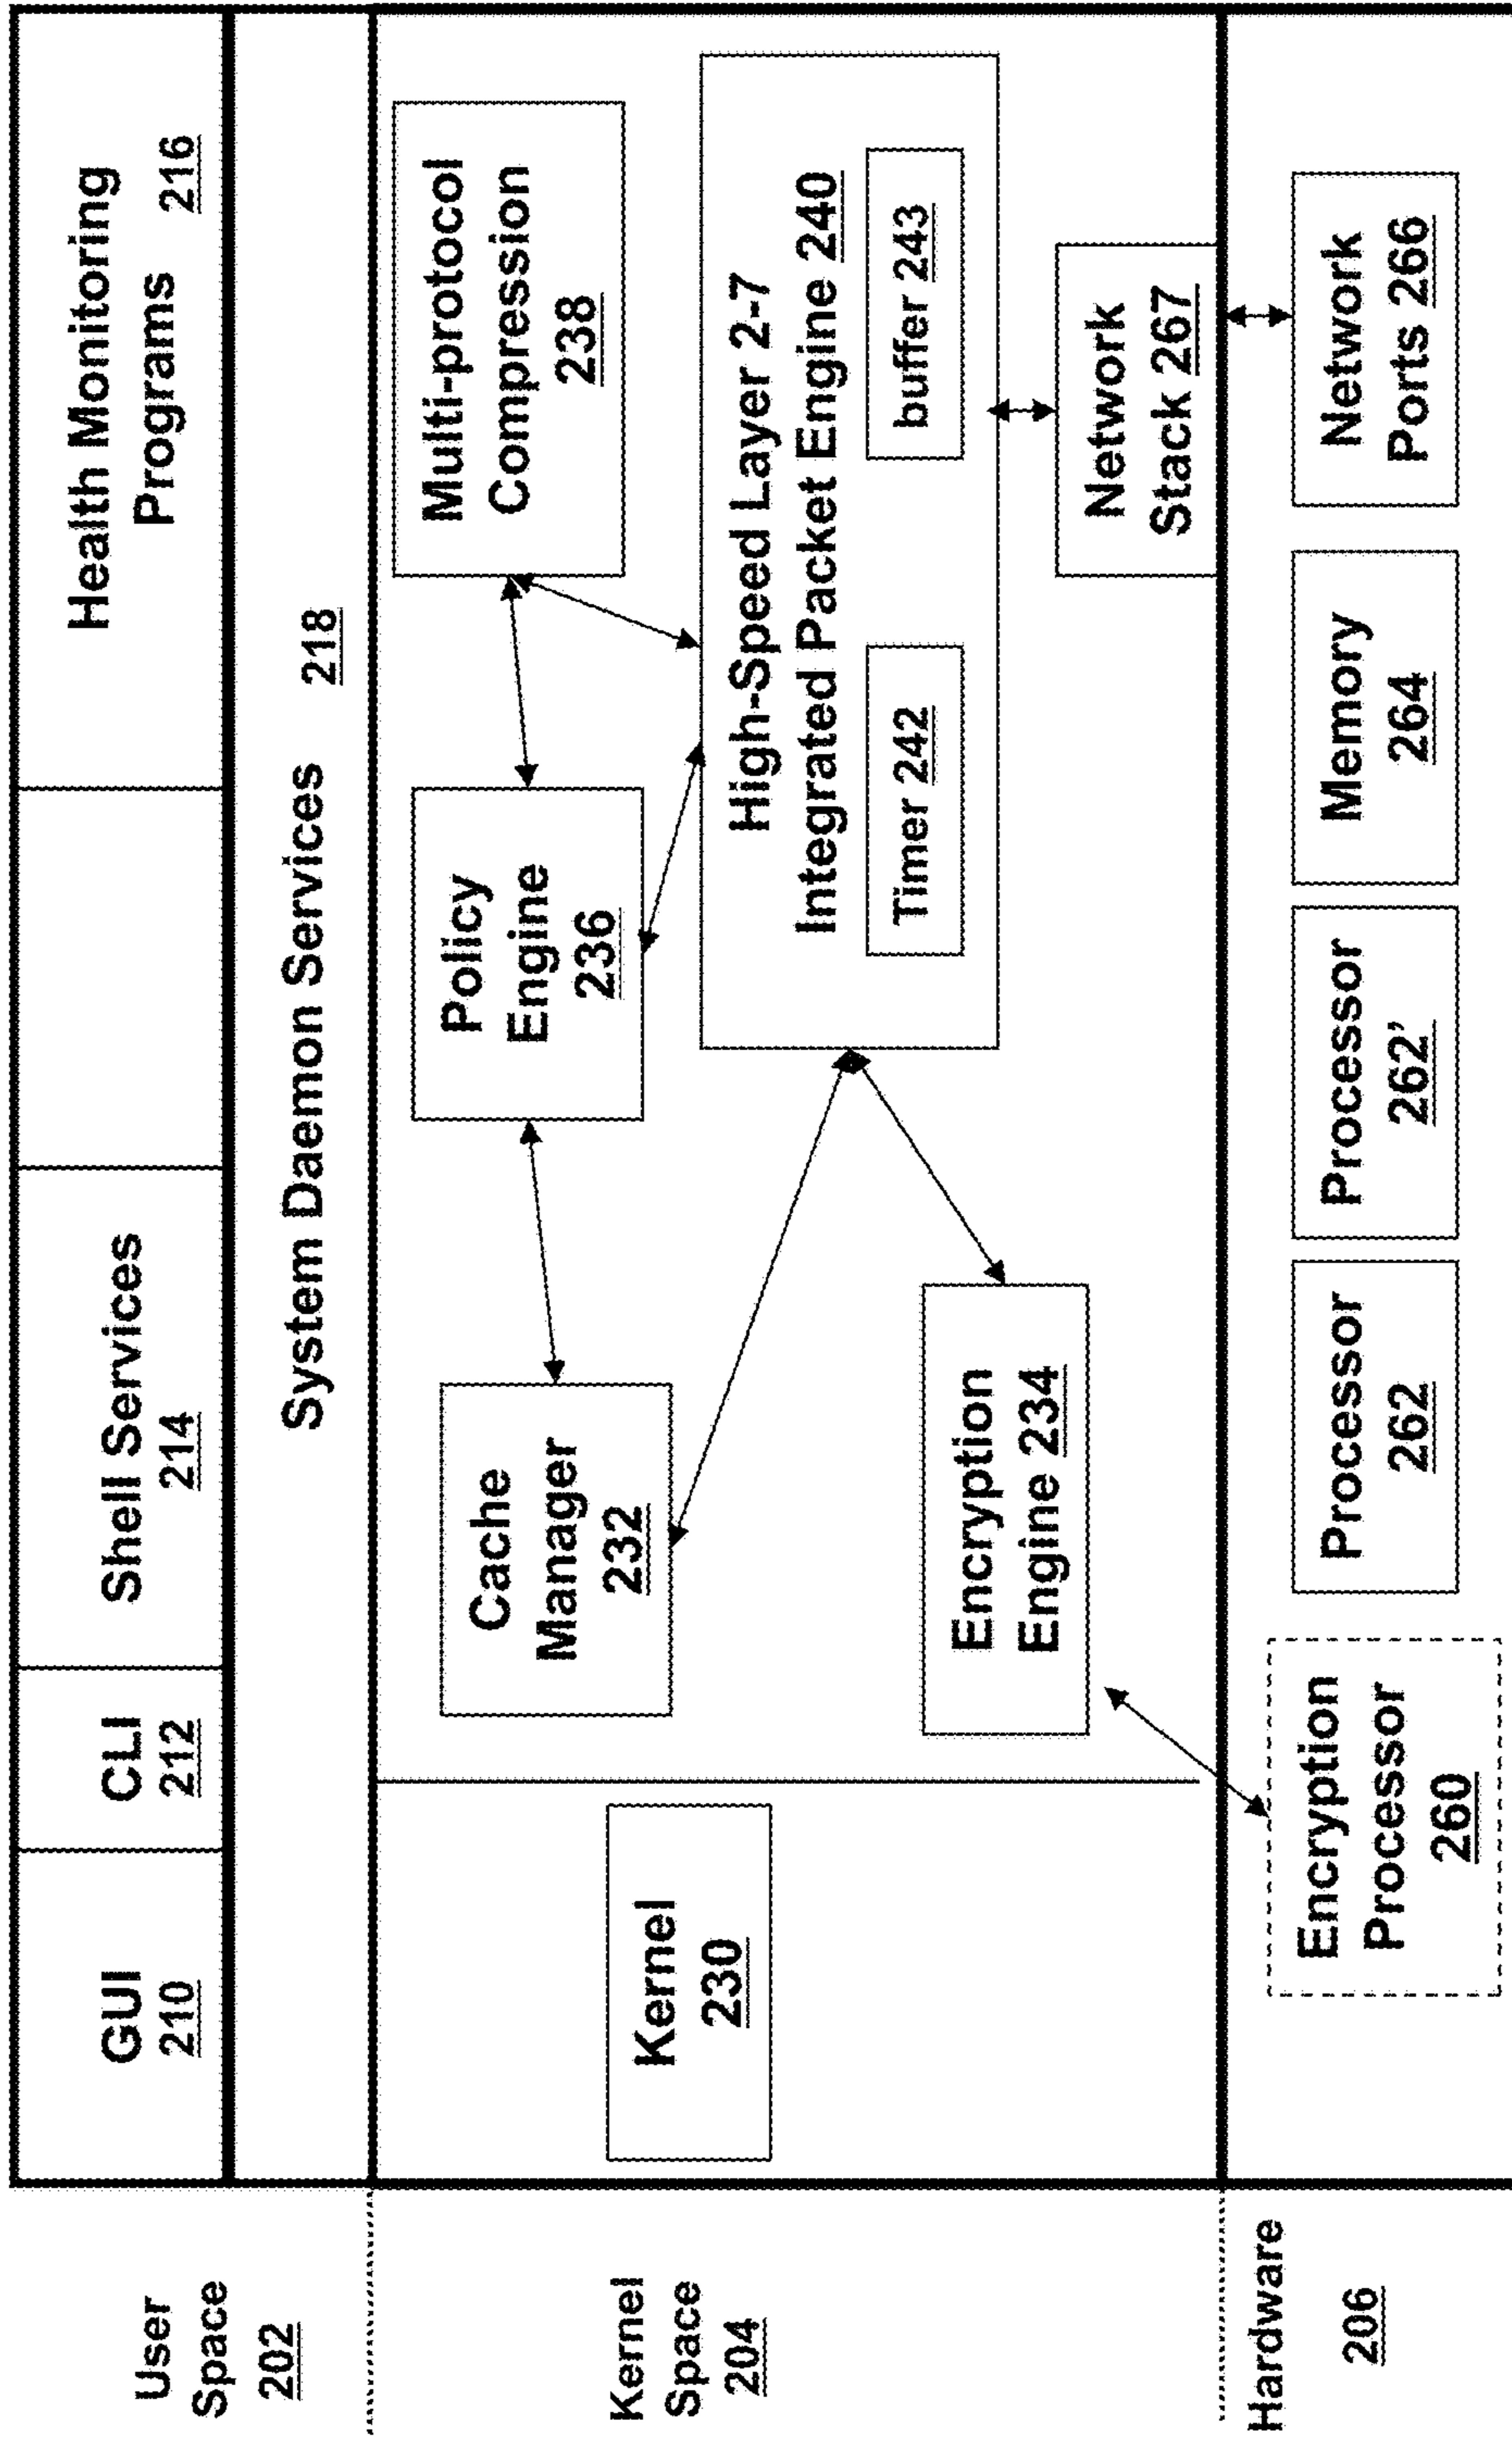 User
Space
202
GUI
210
CLI
212
Shell Services
214
Health Monitoring
Programs 216
System Daemon Services 218
Kernel
Space
204
Kernel
230
Cache
Manager
232
Policy
Engine
236
Multi-protocol
Compression
238
High-Speed Layer 2-7
Integrated Packet Engine 240
Timer 242
buffer 243
Encryption
Engine 234
Network
Stack 267
Hardware
206
Encryption
Processor
260
Processor
262
Processor
262’
Memory
264
Network
Ports 266